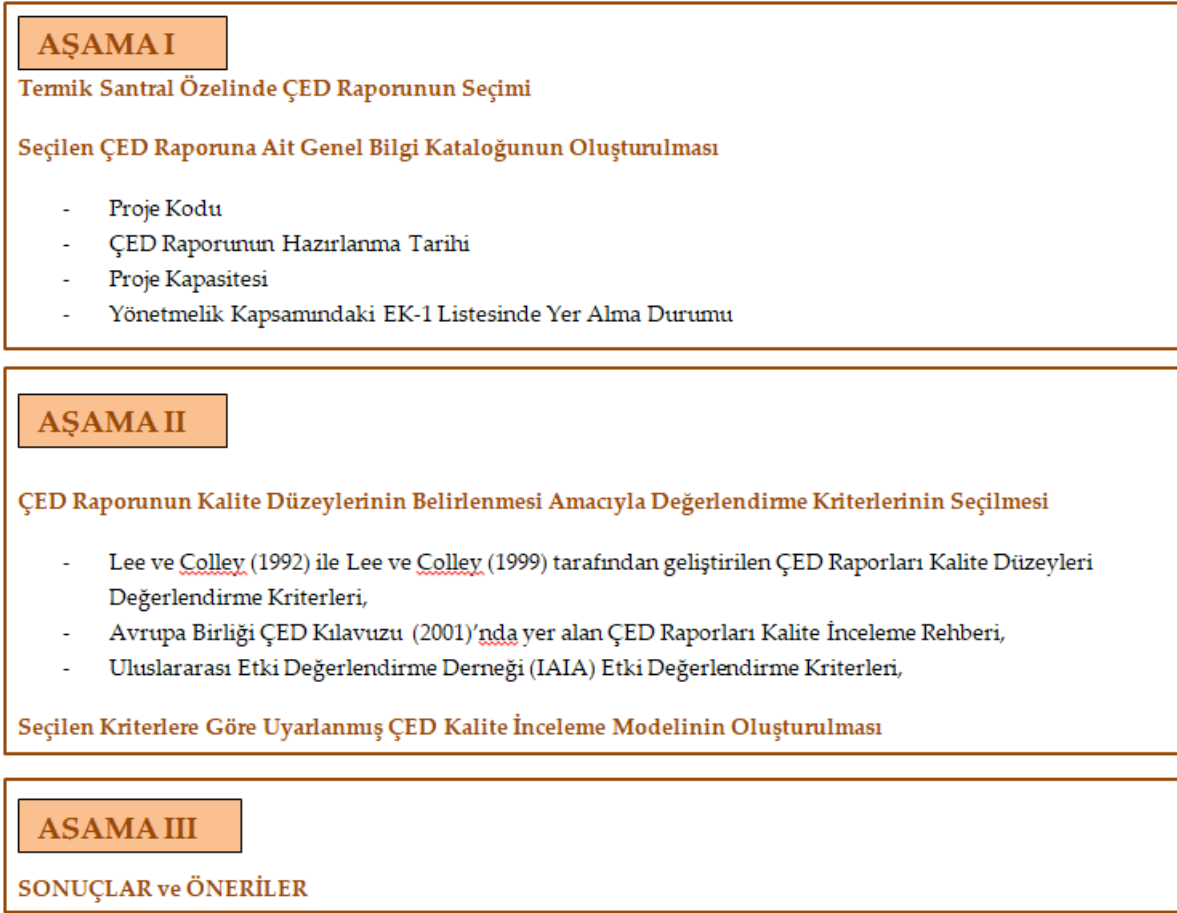 AŞAMA I
Termik Santral Özelinde ÇED Raporunun Seçimi
Seçilen ÇED Raporuna Ait Genel Bilgi Kataloğunun Oluşturulması
- Proje Kodu
- ÇED Raporunun Hazırlanma Tarihi
- Proje Kapasitesi
- Yönetmelik Kapsamındaki EK-1 Listesinde Yer Alma Durumu
AŞAMA II
ÇED Raporunun Kalite Düzeylerinin Belirlenmesi Amacıyla Değerlendirme Kriterlerinin Seçilmesi
- Lee ve Colley (1992) ile Lee ve Colley (1999) tarafından geliştirilen ÇED Raporları Kalite Düzeyleri
Değerlendirme Kriterleri,
- Avrupa Birliği ÇED Kılavuzu (2001)’nda yer alan ÇED Raporları Kalite İnceleme Rehberi,
- Uluslararası Etki Değerlendirme Derneği (IAIA) Etki Değerlendirme Kriterleri,
Seçilen Kriterlere Göre Uyarlanmış ÇED Kalite İnceleme Modelinin Oluşturulması
ASAMA III
SONUÇLAR ve ÖNERİLER